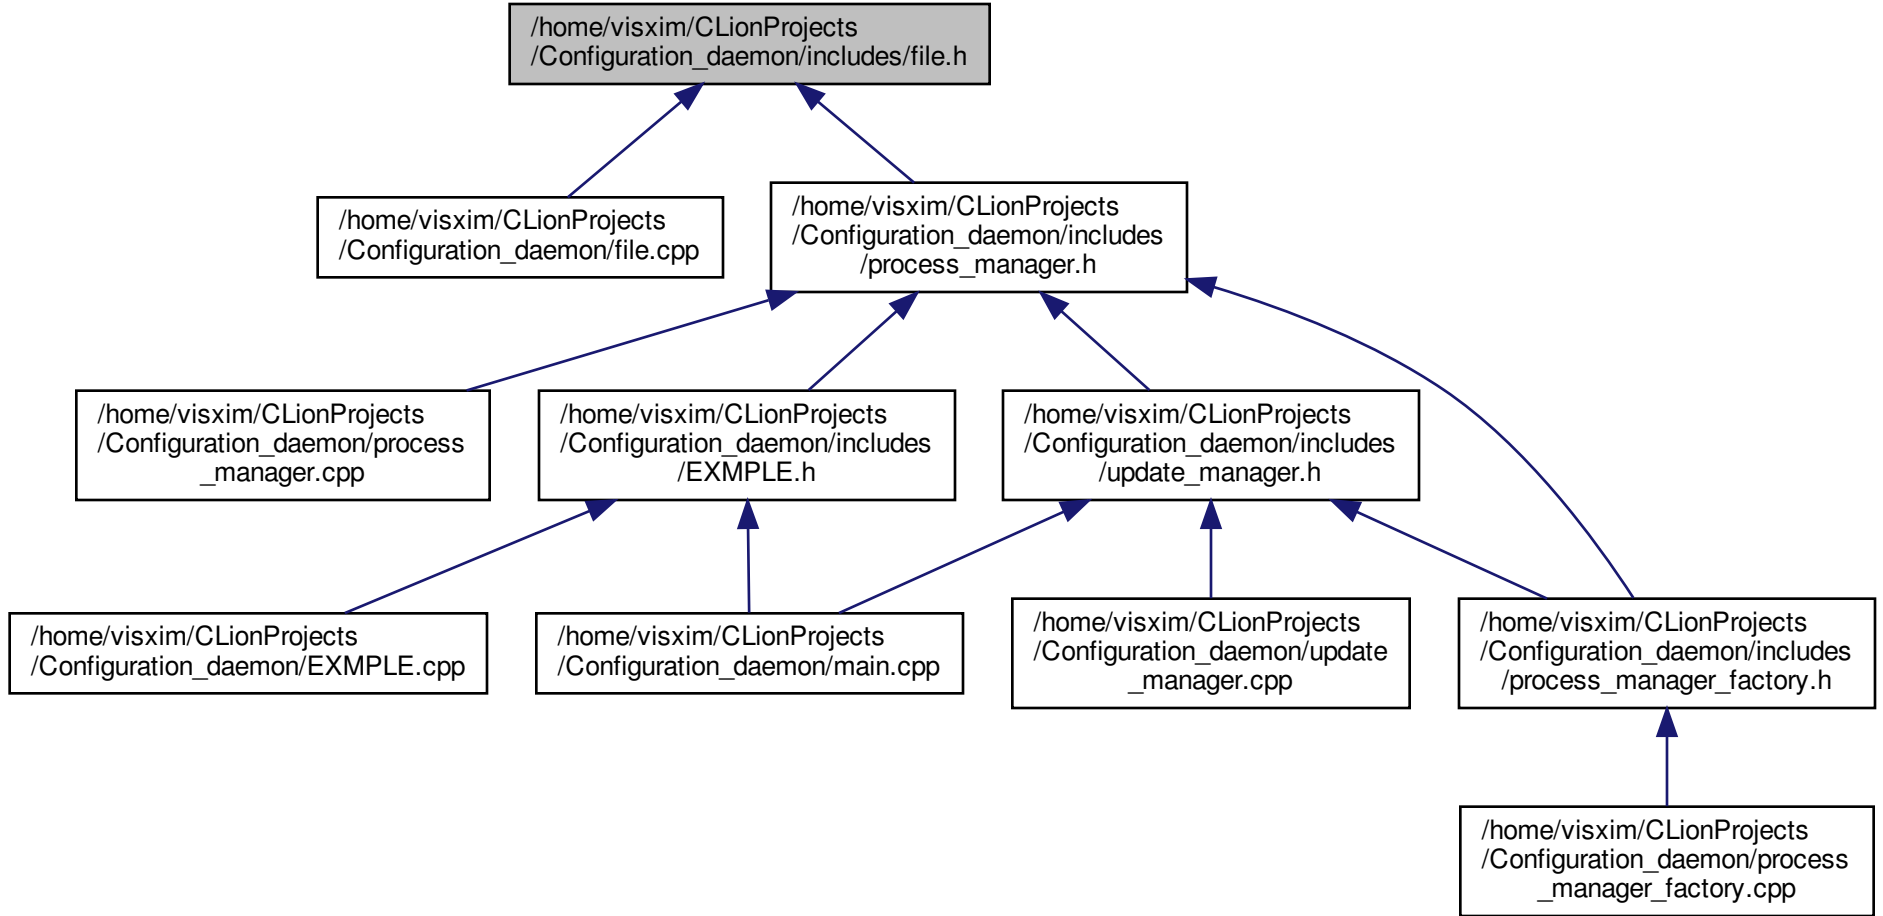 /home/visxim/CLionProjects
/Configuration_daemon/includes/file.h
/home/visxim/CLionProjects
/Configuration_daemon/file.cpp
/home/visxim/CLionProjects
/Configuration_daemon/includes
/process_manager.h
/home/visxim/CLionProjects
/Configuration_daemon/process
_manager.cpp
/home/visxim/CLionProjects
/Configuration_daemon/includes
/EXMPLE.h
/home/visxim/CLionProjects
/Configuration_daemon/includes
/update_manager.h
/home/visxim/CLionProjects
/Configuration_daemon/EXMPLE.cpp
/home/visxim/CLionProjects
/Configuration_daemon/main.cpp
/home/visxim/CLionProjects
/Configuration_daemon/update
_manager.cpp
/home/visxim/CLionProjects
/Configuration_daemon/includes
/process_manager_factory.h
/home/visxim/CLionProjects
/Configuration_daemon/process
_manager_factory.cpp